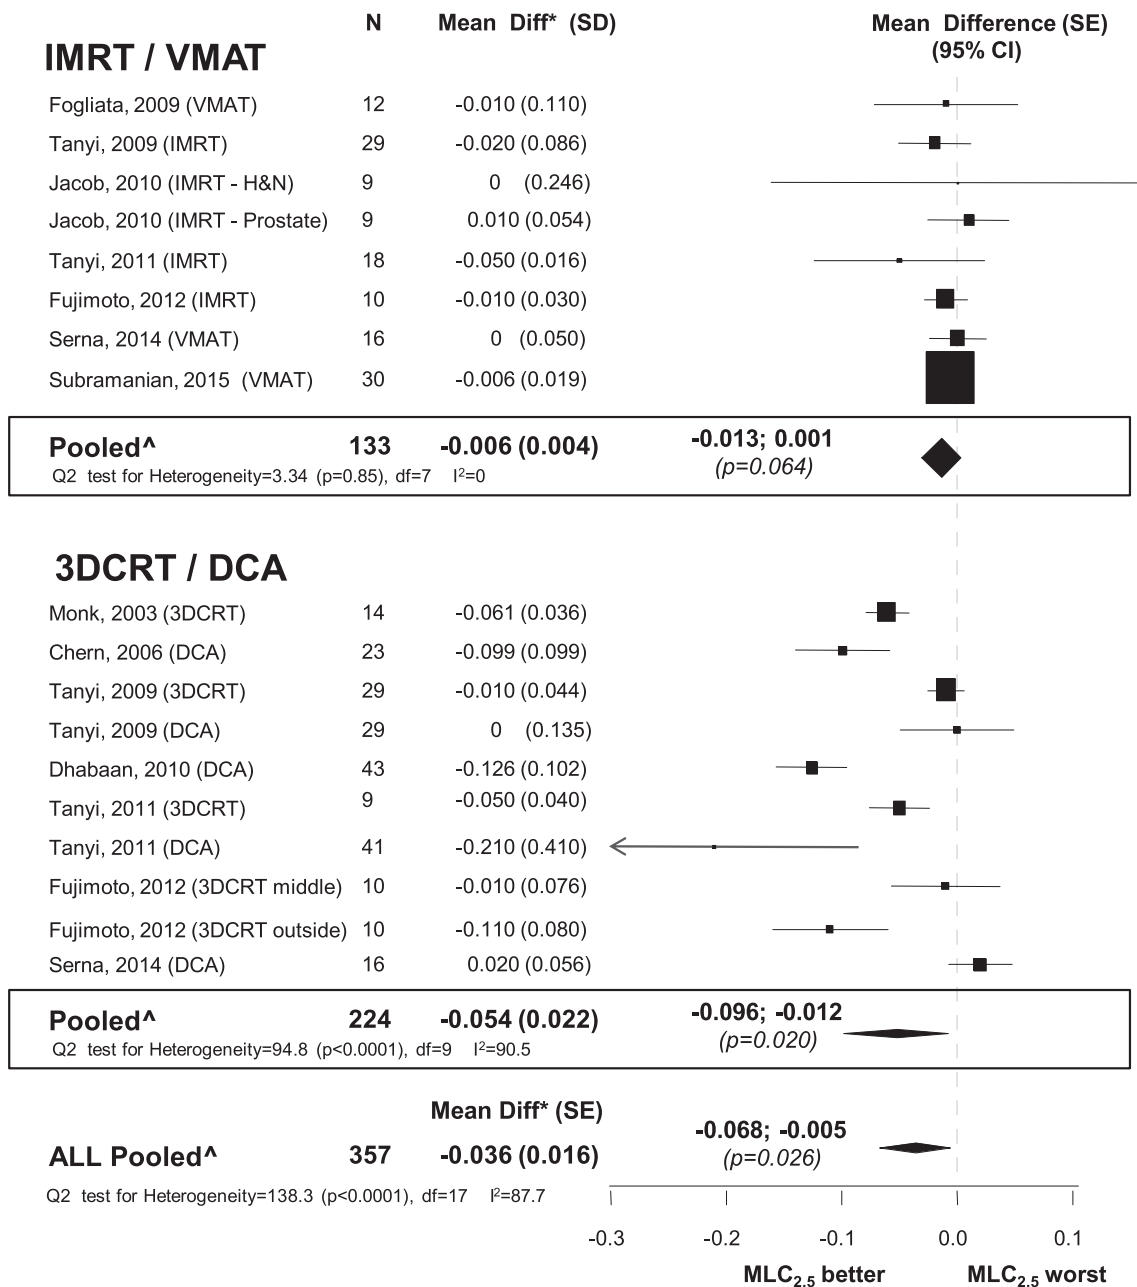 N Mean Diff* (SD) Mean Difference (SE)
IMRT / VMAT (95% CI)
Fogliata, 2009 (VMAT) 12 -0.010 (0.110)
Tanyi, 2009 (IMRT) 29 -0.020 (0.086)
Jacob, 2010 (IMRT - H&N) 9 0 (0.246)
Jacob, 2010 (IMRT - Prostate) 9 0.010 (0.054)
Tanyi, 2011 (IMRT) 18 -0.050 (0.016)
Fujimoto, 2012 (IMRT) 10 -0.010 (0.030)
Serna, 2014 (VMAT) 16 0 (0.050)
Subramanian, 2015 (VMAT) 30 -0.006 (0.019)
Pooled^ 133 -0.006 (0.004) -0.013; 0.001
Q2 test for Heterogeneity=3.34 (p=0.85), df=7 I²=0 (p=0.064)
3DCRT / DCA
Monk, 2003 (3DCRT) 14 -0.061 (0.036)
Chern, 2006 (DCA) 23 -0.099 (0.099)
Tanyi, 2009 (3DCRT) 29 -0.010 (0.044)
Tanyi, 2009 (DCA) 29 0 (0.135)
Dhabaan, 2010 (DCA) 43 -0.126 (0.102)
Tanyi, 2011 (3DCRT) 9 -0.050 (0.040)
Tanyi, 2011 (DCA) 41 -0.210 (0.410)
Fujimoto, 2012 (3DCRT middle) 10 -0.010 (0.076)
Fujimoto, 2012 (3DCRT outside) 10 -0.110 (0.080)
Serna, 2014 (DCA) 16 0.020 (0.056)
Pooled^ 224 -0.054 (0.022) -0.096; -0.012
Q2 test for Heterogeneity=94.8 (p<0.0001), df=9 I²=90.5 (p=0.020)
Mean Diff* (SE)
ALL Pooled^ 357 -0.036 (0.016) -0.068; -0.005
(p=0.026)
Q2 test for Heterogeneity=138.3 (p<0.0001), df=17 I²=87.7
-0.3 -0.2 -0.1 0.0 0.1
MLC2.5 better MLC2.5 worst